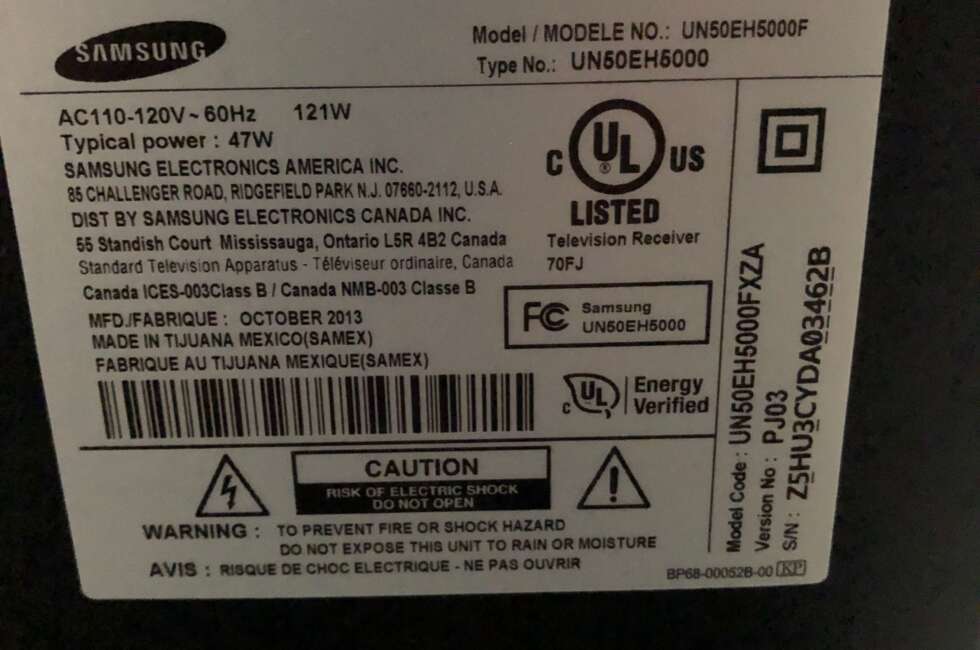 SAMSUNG
Model / MODELE NO.: UN50EH5000F
Type No.: UN50EH5000
AC110-120V~60Hz 121W
Typical power : 47W
SAMSUNG ELECTRONICS AMERICA INC.
85 CHALLENGER ROAD, RIDGEFIELD PARK N.J. 07660-2112, U.S.A.
DIST BY SAMSUNG ELECTRONICS CANADA INC.
55 Standish Court Mississauga, Ontario L5R 4B2 Canada
Standard Television Apparatus - Téléviseur ordinaire, Canada
Canada ICES-003Class B / Canada NMB-003 Classe B
MFD./FABRIQUE : OCTOBER 2013
MADE IN TIJUANA MEXICO(SAMEX)
FABRIQUE AU TIJUANA MEXIQUE(SAMEX)
C UL ® US
LISTED
Television Receiver
70FJ
FC Samsung
UN50EH5000
C UL Energy
Verified
CAUTION
RISK OF ELECTRIC SHOCK
DO NOT OPEN
WARNING : TO PREVENT FIRE OR SHOCK HAZARD
DO NOT EXPOSE THIS UNIT TO RAIN OR MOISTURE
AVIS : RISQUE DE CHOC ELECTRIQUE - NE PAS OUVRIR
Model Code : UN50EH5000FXZA
Version No : PJ03
S/N : Z5HU3CYDA03462B
BP68-00052B-00 KP